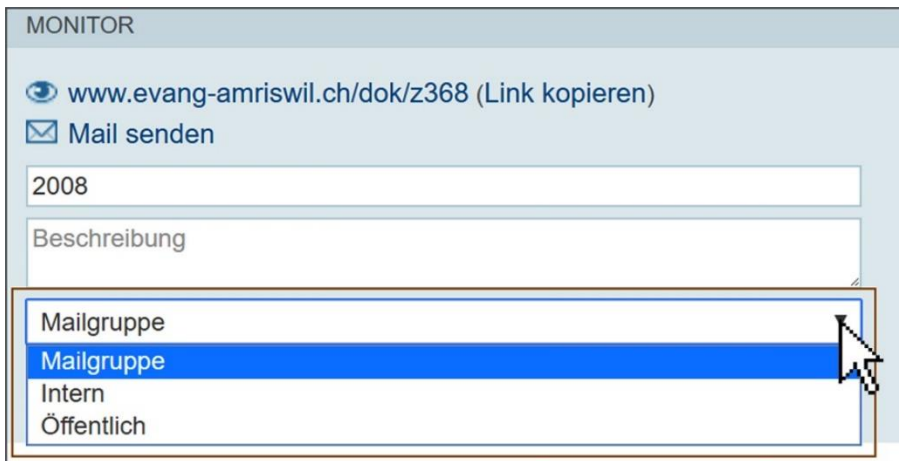 MONITOR
www.evang-amriswil.ch/dok/z368 (Link kopieren)
Mail senden
2008
Beschreibung
Mailgruppe
Mailgruppe
Intern
Öffentlich